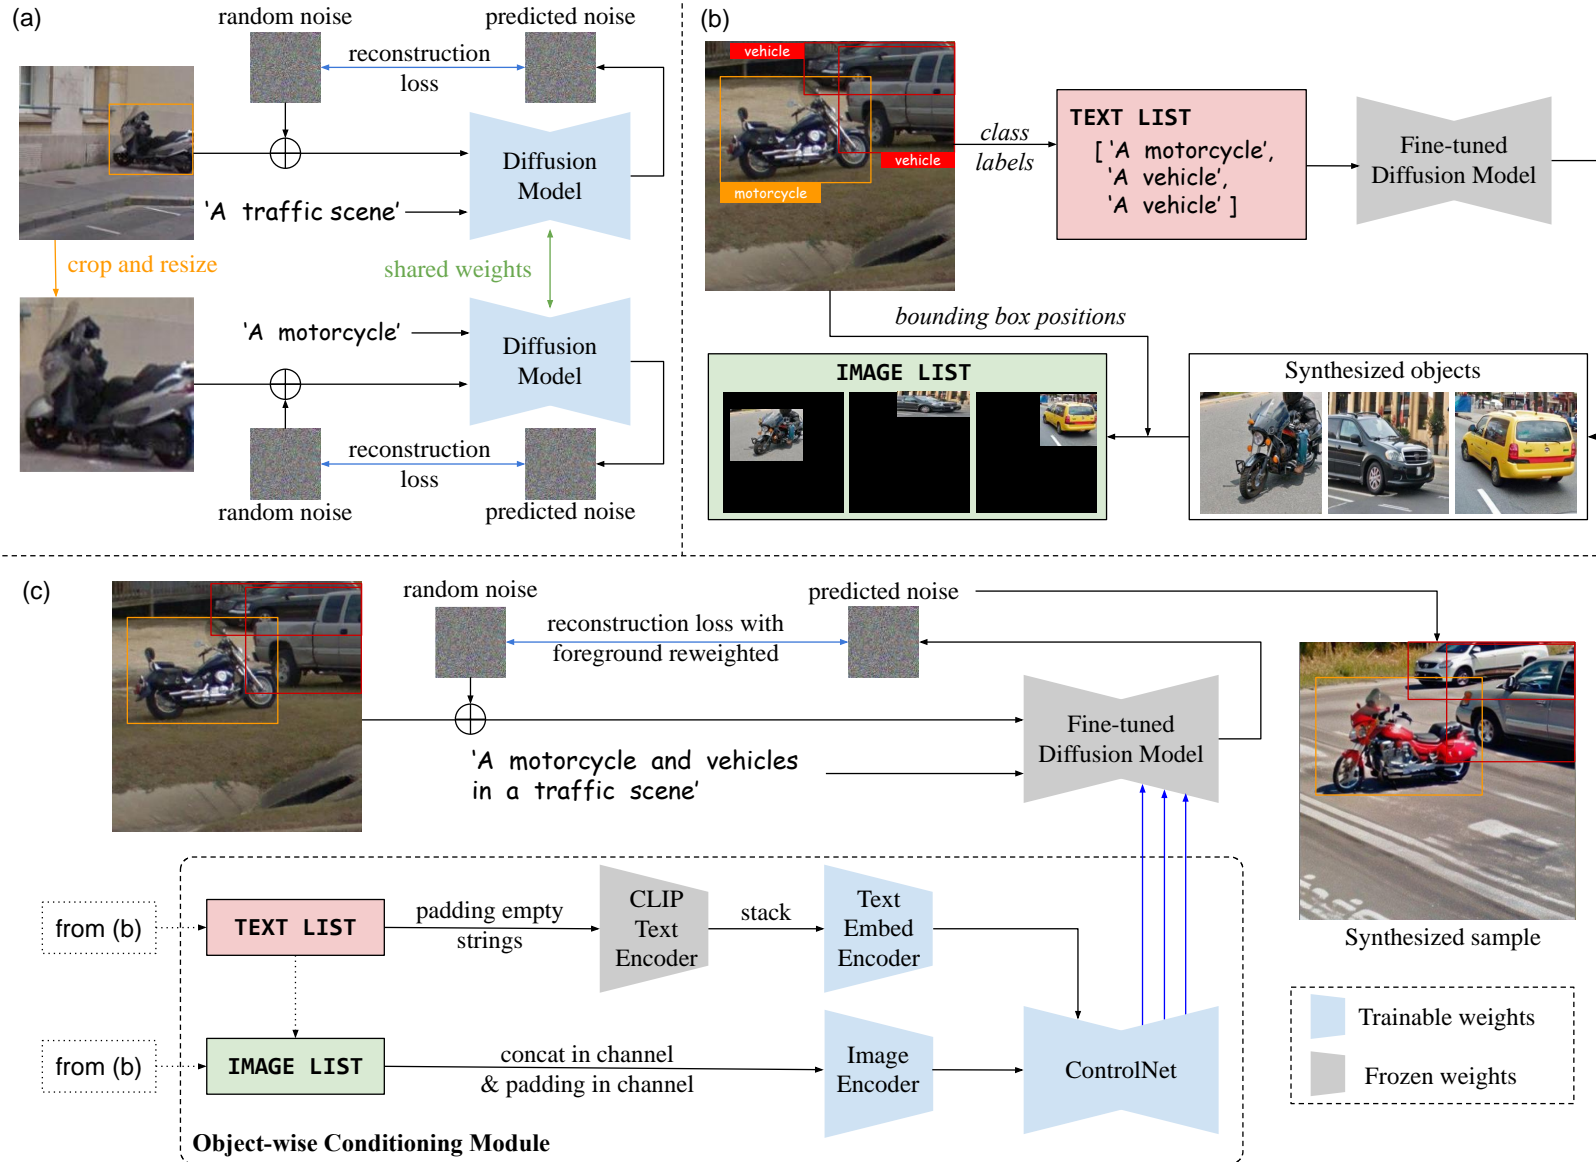 (a)
random noise
predicted noise
reconstruction
loss
Diffusion
Model
‘A traffic scene’
crop and resize
shared weights
‘A motorcycle’
Diffusion
Model
reconstruction
loss
random noise
predicted noise
(b)
vehicle
vehicle
motorcycle
class
labels
TEXT LIST
[ ‘A motorcycle’,
‘A vehicle’,
‘A vehicle’ ]
Fine-tuned
Diffusion Model
bounding box positions
IMAGE LIST
Synthesized objects
(c)
random noise
predicted noise
reconstruction loss with
foreground reweighted
‘A motorcycle and vehicles
in a traffic scene’
Fine-tuned
Diffusion Model
Synthesized sample
from (b)
TEXT LIST
padding empty
strings
CLIP
Text
Encoder
stack
Text
Embed
Encoder
from (b)
IMAGE LIST
concat in channel
& padding in channel
Image
Encoder
ControlNet
Object-wise Conditioning Module
Trainable weights
Frozen weights